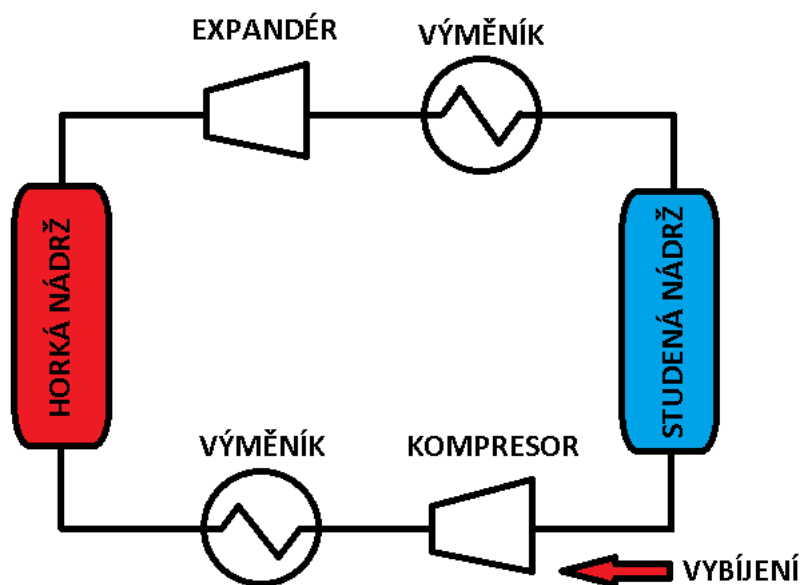 EXPANDÉR
VÝMĚNÍK
HORKÁ NÁDRŽ
STUDENÁ NÁDRŽ
VÝMĚNÍK
KOMPRESOR
VYBÍJENÍ